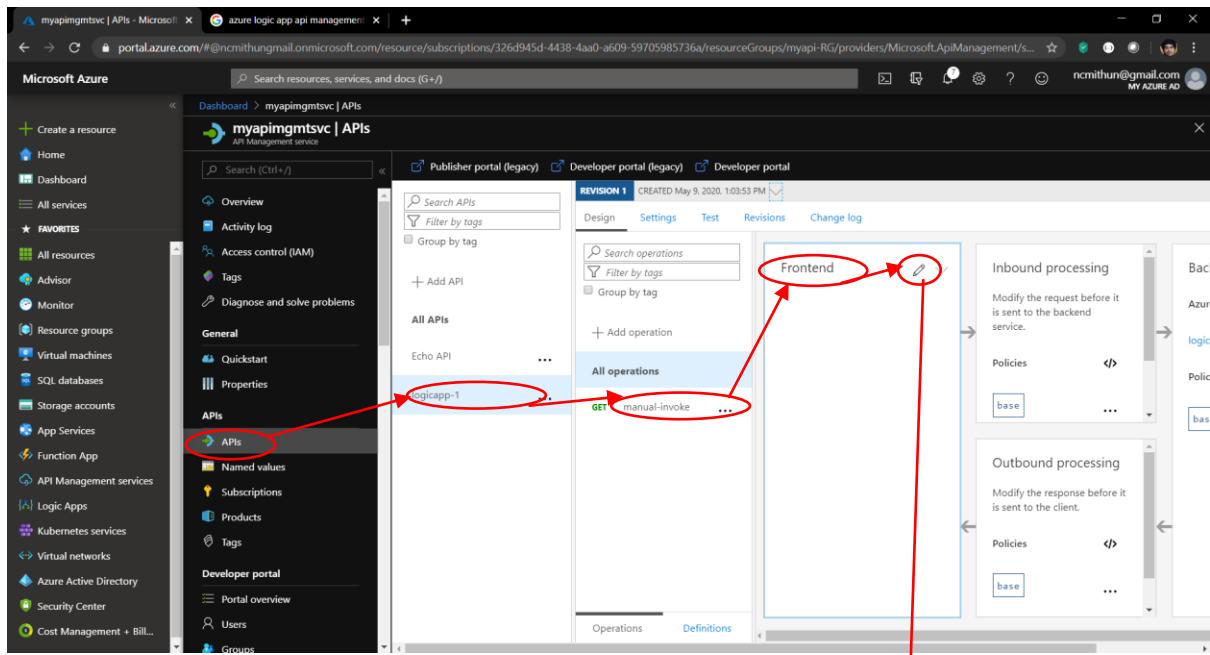 myapimgmtsvc | APIs - Microsoft
azure logic app api management
portal.azure.com/#@ncmithungmail.onmicrosoft.com/resource/subscriptions/326d945d-4438-4aa0-a609-59705985736a/resourceGroups/myapi-RG/providers/Microsoft.ApiManagement/s...
Microsoft Azure
Search resources, services, and docs (G+/)
ncmithun@gmail.com
MY AZURE AD
Create a resource
Home
Dashboard
All services
FAVORITES
All resources
Advisor
Monitor
Resource groups
Virtual machines
SQL databases
Storage accounts
App Services
Function App
API Management services
Logic Apps
Kubernetes services
Virtual networks
Azure Active Directory
Security Center
Cost Management + Bill...
Dashboard > myapimgmtsvc | APIs
myapimgmtsvc | APIs
API Management service
Search (Ctrl+/)
Overview
Activity log
Access control (IAM)
Tags
Diagnose and solve problems
General
Quickstart
Properties
APIs
APIs
Named values
Subscriptions
Products
Tags
Developer portal
Portal overview
Users
Groups
Publisher portal (legacy)
Developer portal (legacy)
Developer portal
Search APIs
Filter by tags
Group by tag
+ Add API
All APIs
Echo API
...
logicapp-1
...
REVISION 1
CREATED May 9, 2020, 1:03:53 PM
Design
Settings
Test
Revisions
Change log
Search operations
Filter by tags
Group by tag
+ Add operation
All operations
GET manual-invoke
...
Operations
Definitions
Frontend
Inbound processing
Modify the request before it
is sent to the backend
service.
Policies
</>
base
...
Outbound processing
Modify the response before it
is sent to the client.
Policies
</>
base
...
Bac
Azur
logic
Polic
bas